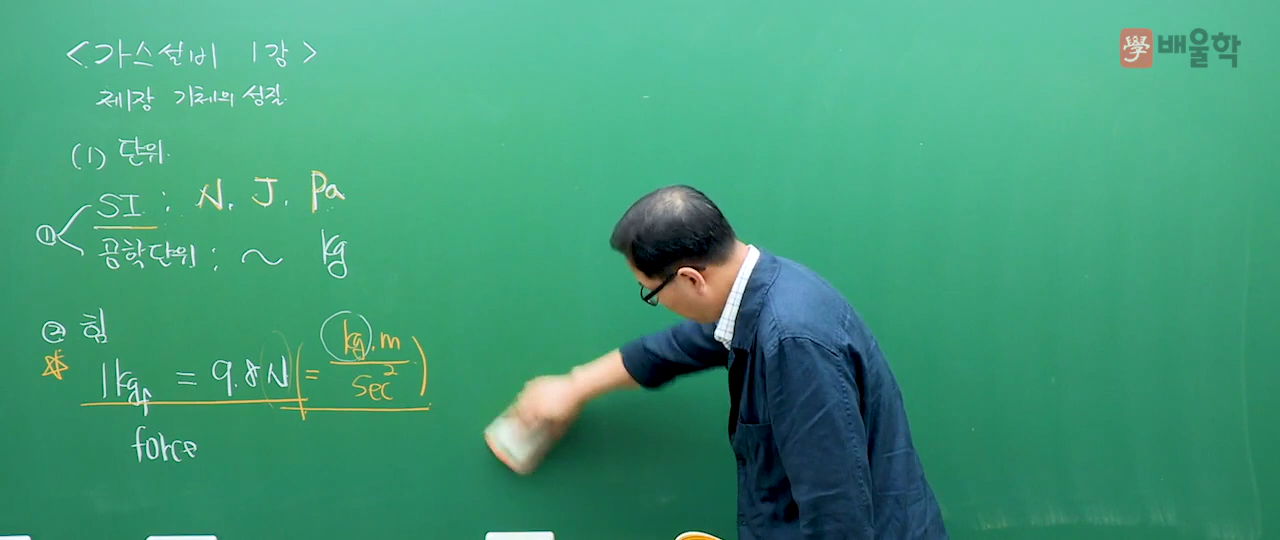 <가스설비 1강>
제1장 기체의 성질.
(1) 단위.
① SI : N. J. Pa
공학단위 ; ~ kg
② 힘
☆ 1kgf = 9.8N (= kg.m / sec²)
force
學 배울학